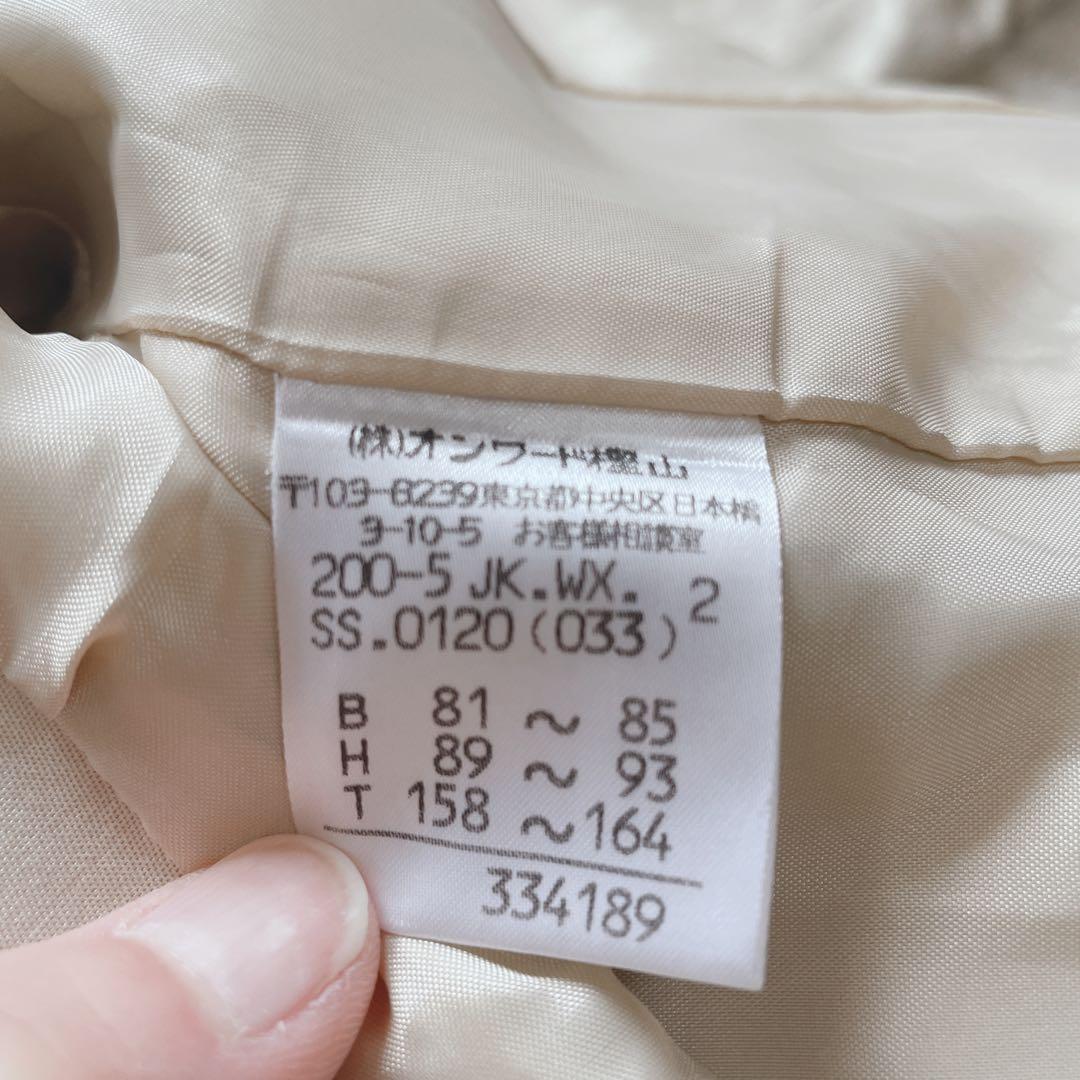 (株)オンワード樫山
〒103-8239東京都中央区日本橋
3-10-5 お客様相談室
200-5 JK.WX. 2
SS.0120(033)
B 81 ～ 85
H 89 ～ 93
T 158 ～ 164
334189